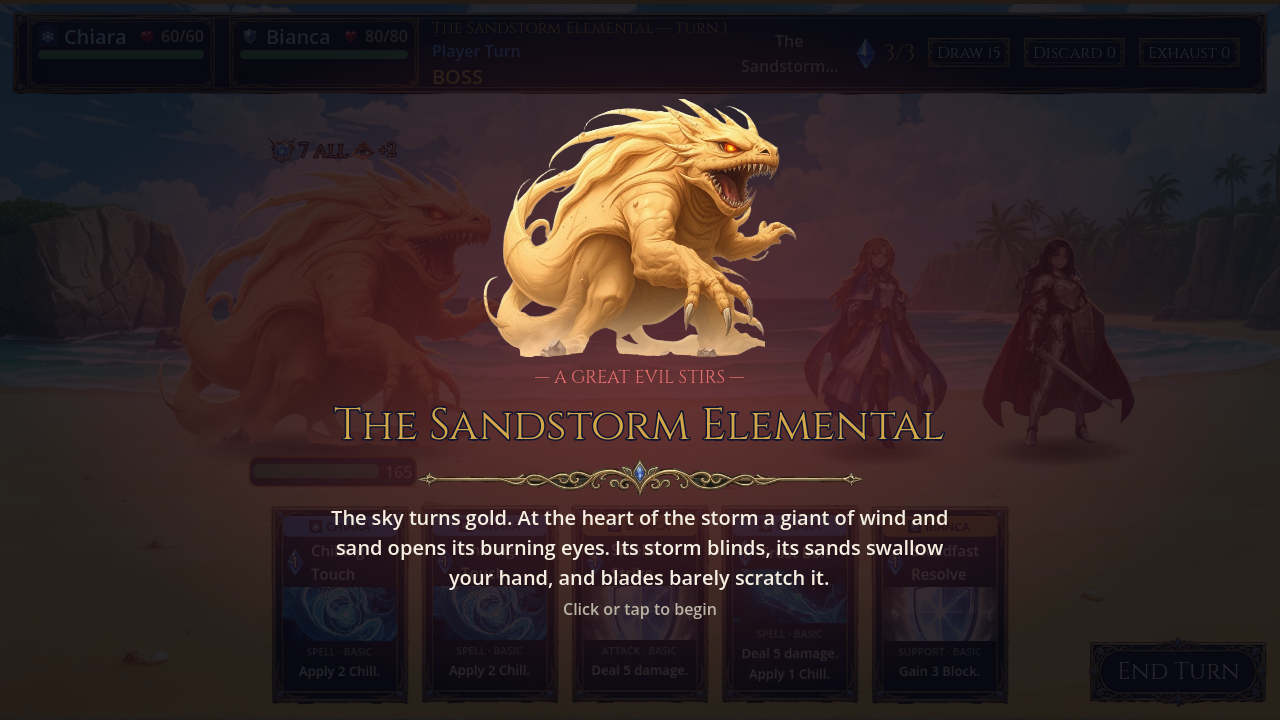 Chiara 60/60
Bianca 80/80
The Sandstorm Elemental — Turn 1
Player Turn
BOSS
The
Sandstorm...
3/3
Draw 15
Discard 0
Exhaust 0
7 ALL +2
— A GREAT EVIL STIRS —
The Sandstorm Elemental
165
The sky turns gold. At the heart of the storm a giant of wind and
sand opens its burning eyes. Its storm blinds, its sands swallow
your hand, and blades barely scratch it.
Click or tap to begin
Touch
SPELL · BASIC
Apply 2 Chill.
SPELL · BASIC
Apply 2 Chill.
ATTACK · BASIC
Deal 5 damage.
SPELL · BASIC
Deal 5 damage.
Apply 1 Chill.
BIANCA
Resolve
SUPPORT · BASIC
Gain 3 Block.
End Turn